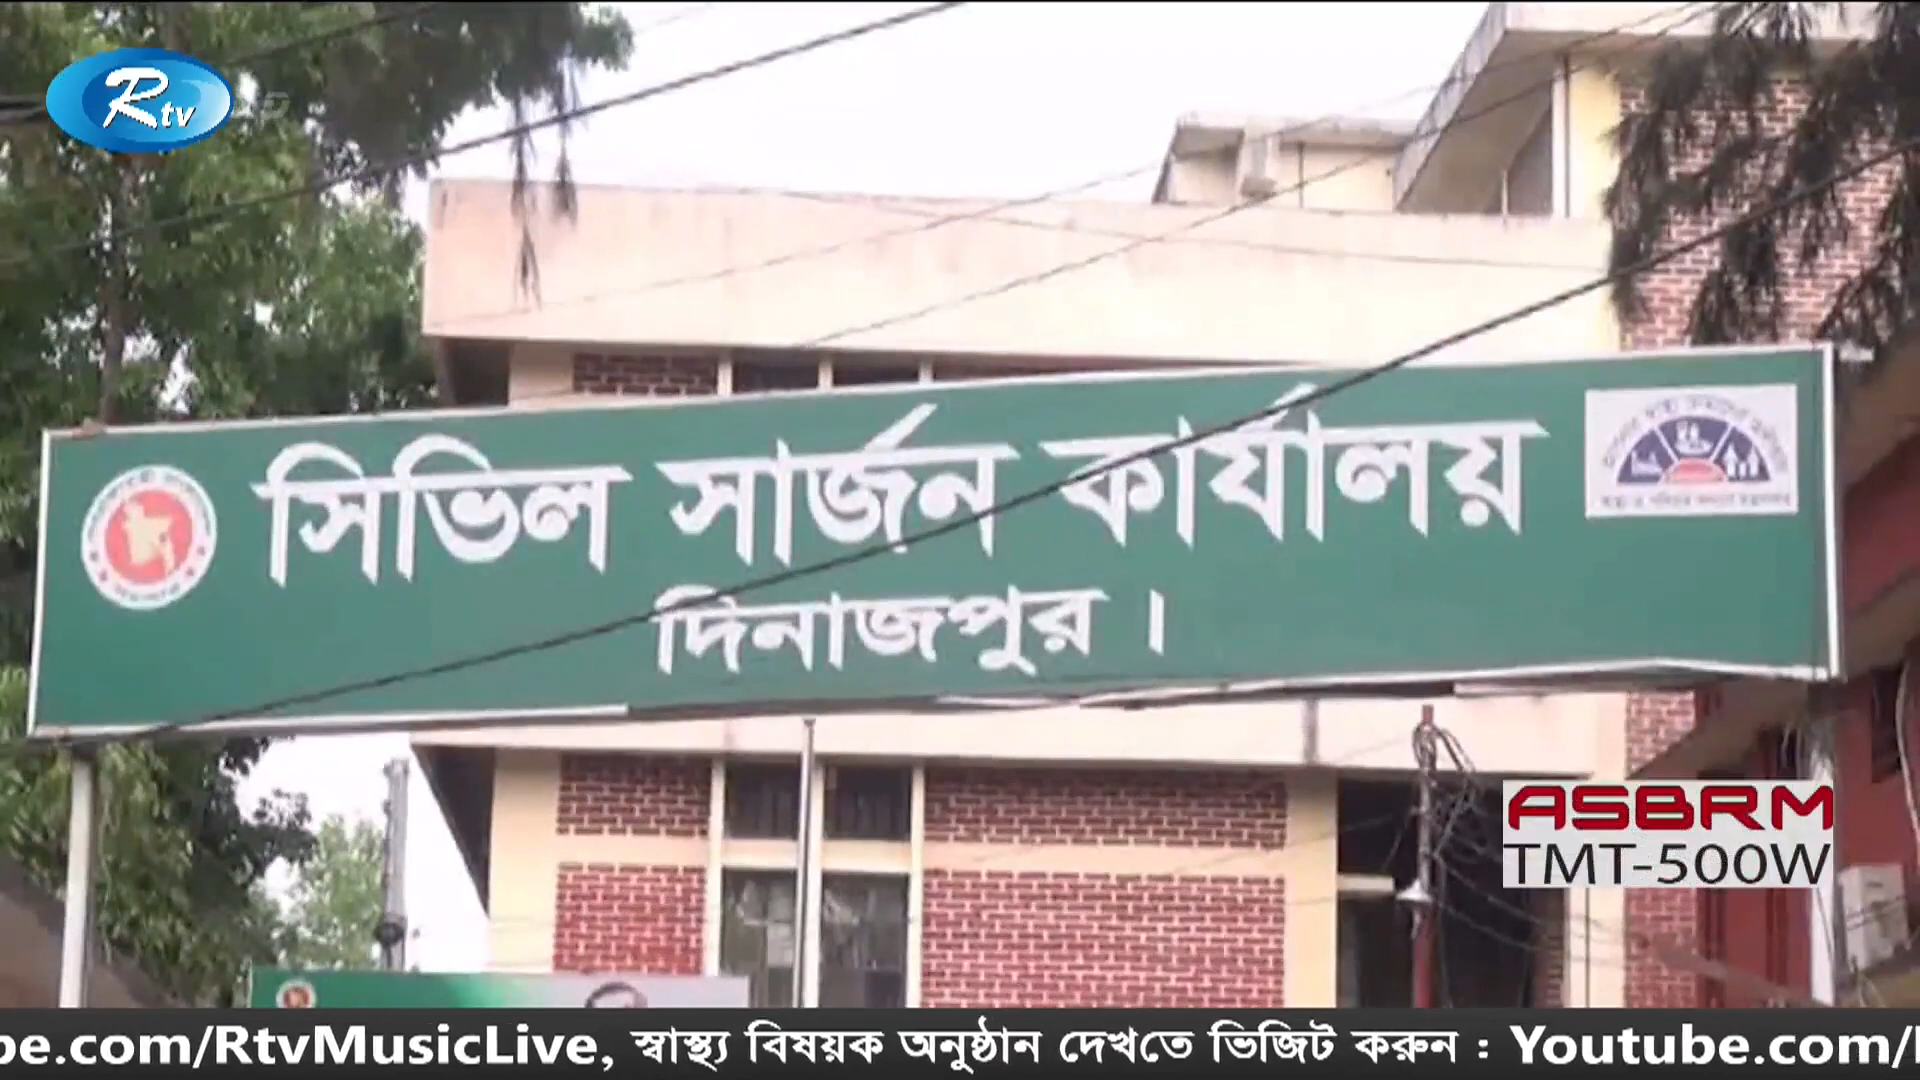 Rtv
সিভিল সার্জন কার্যালয়
দিনাজপুর ।
ASBRM
TMT-500W
be.com/RtvMusicLive, স্বাস্থ্য বিষয়ক অনুষ্ঠান দেখতে ভিজিট করুন : Youtube.com/